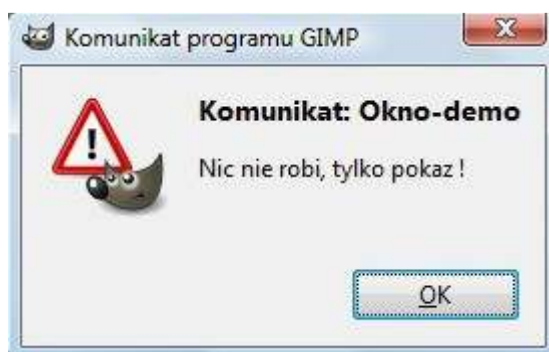 Komunikat programu GIMP
Komunikat: Okno-demo
Nic nie robi, tylko pokaz !
OK